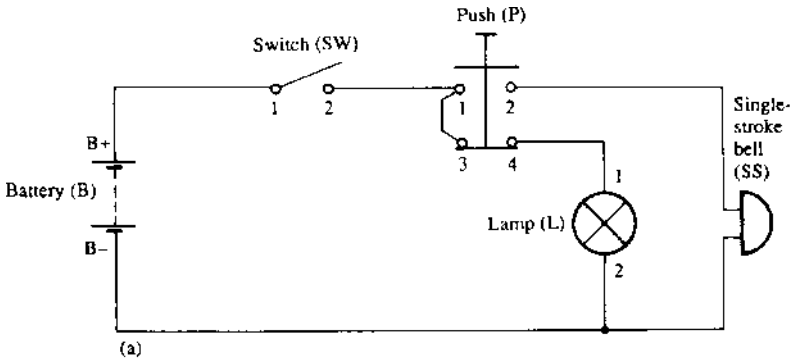 Push (P)
Switch (SW)
1 2 1 2
Single-
stroke
bell
(SS)
B+
3 4
Battery (B)
1
Lamp (L)
B−
2
(a)